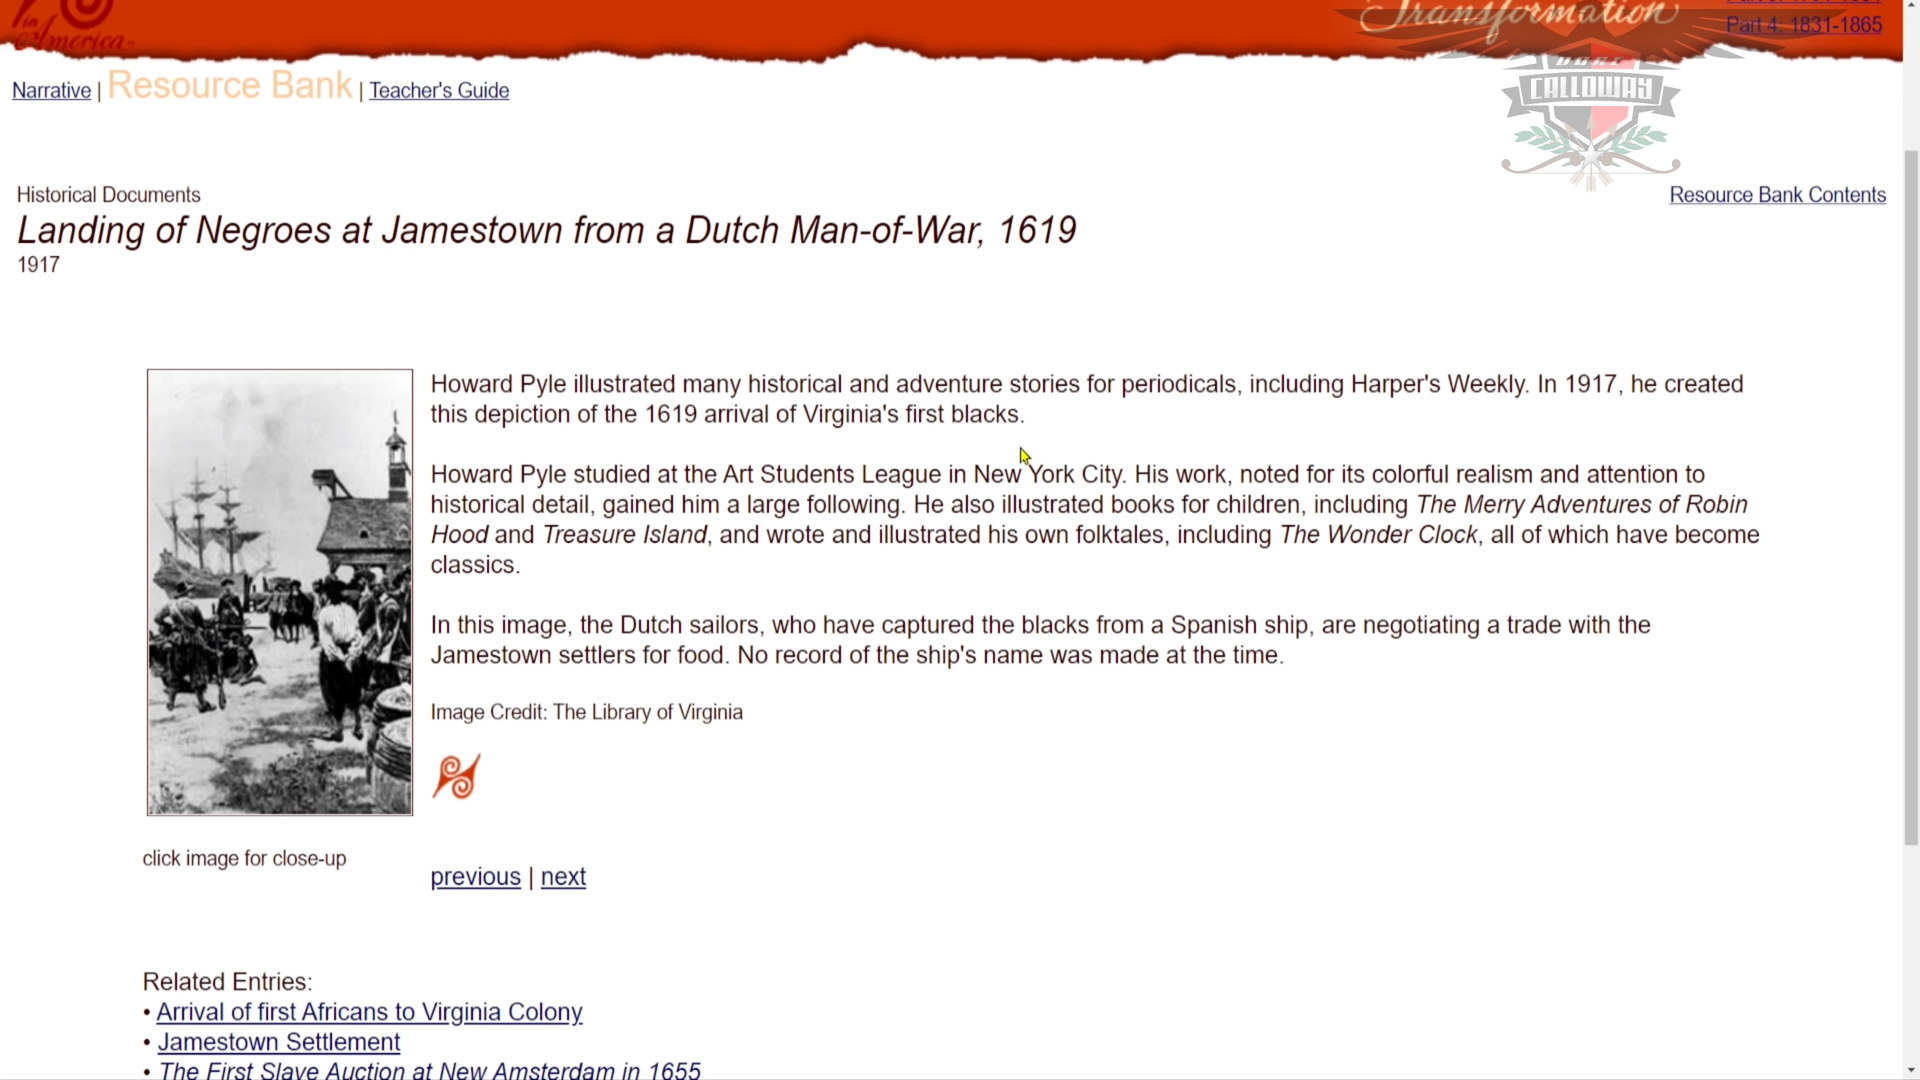 in
America
Transformation
Part 4: 1831-1865
Narrative | Resource Bank | Teacher's Guide
CALLOWAY
Historical Documents
Resource Bank Contents
Landing of Negroes at Jamestown from a Dutch Man-of-War, 1619
1917
Howard Pyle illustrated many historical and adventure stories for periodicals, including Harper's Weekly. In 1917, he created
this depiction of the 1619 arrival of Virginia's first blacks.
Howard Pyle studied at the Art Students League in New York City. His work, noted for its colorful realism and attention to
historical detail, gained him a large following. He also illustrated books for children, including The Merry Adventures of Robin
Hood and Treasure Island, and wrote and illustrated his own folktales, including The Wonder Clock, all of which have become
classics.
In this image, the Dutch sailors, who have captured the blacks from a Spanish ship, are negotiating a trade with the
Jamestown settlers for food. No record of the ship's name was made at the time.
Image Credit: The Library of Virginia
click image for close-up
previous | next
Related Entries:
• Arrival of first Africans to Virginia Colony
• Jamestown Settlement
• The First Slave Auction at New Amsterdam in 1655